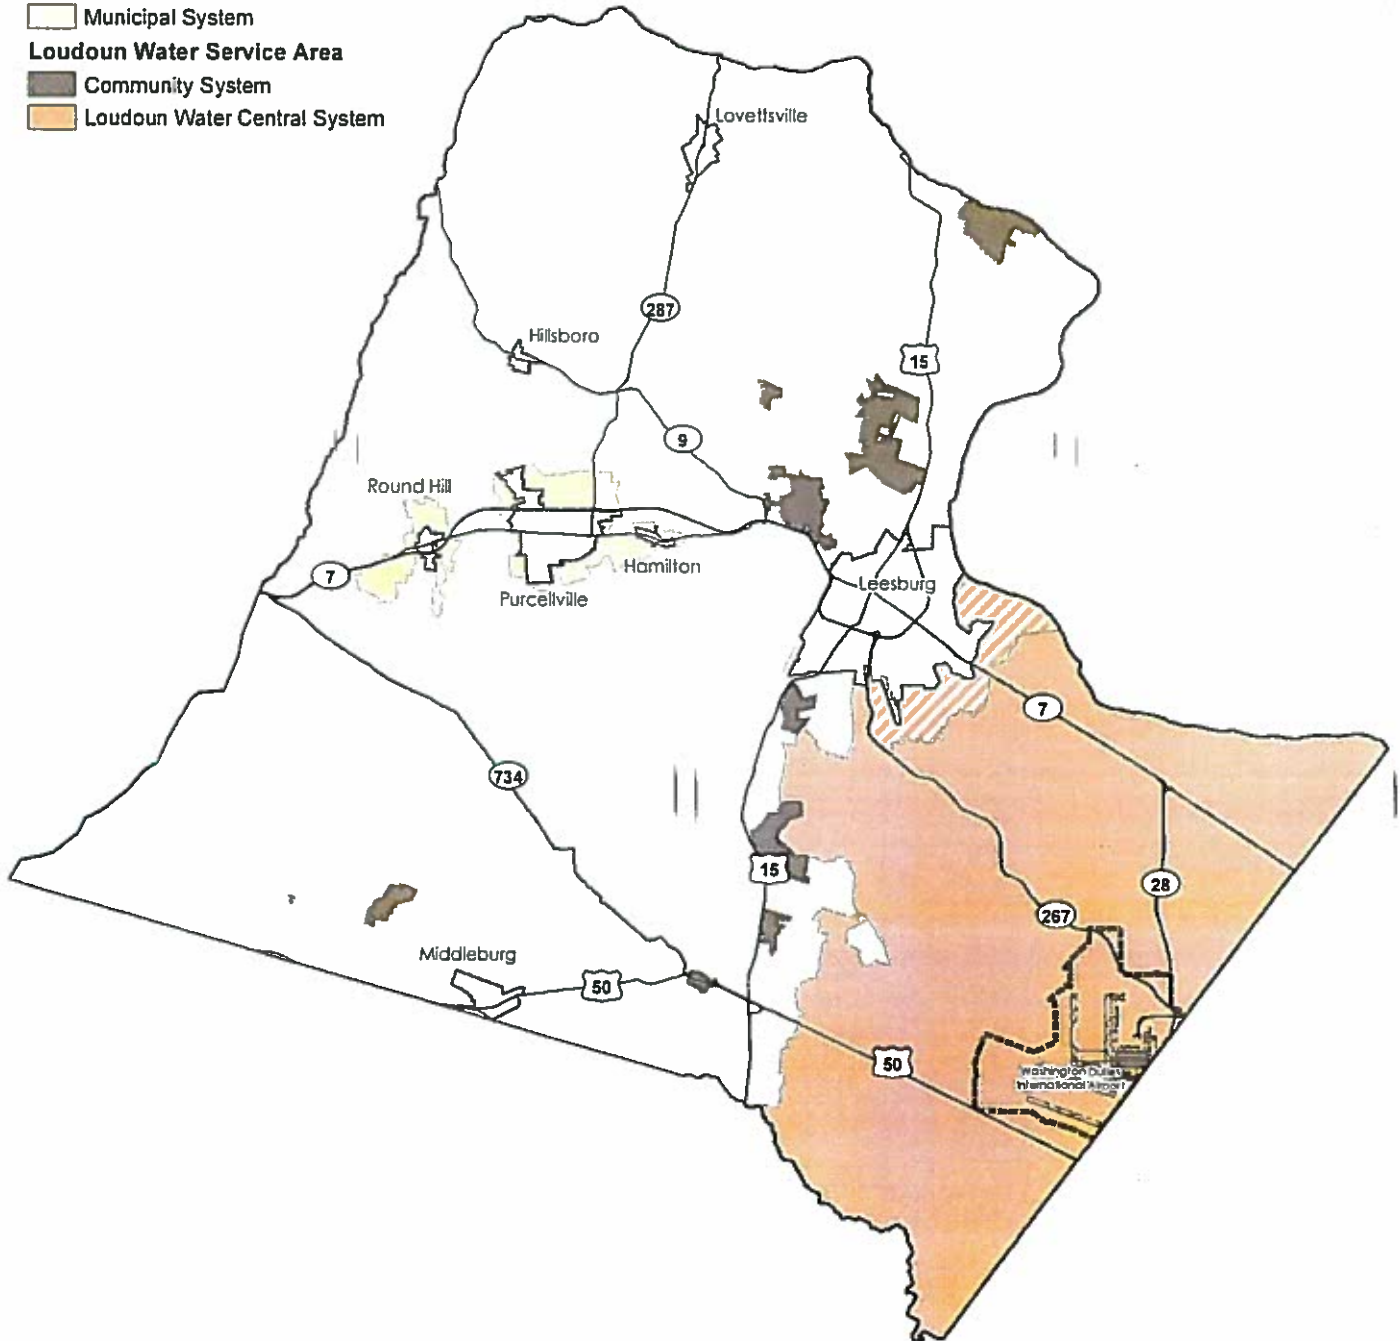 Municipal System
Loudoun Water Service Area
Community System
Loudoun Water Central System
Lovettsville
287
Hillsboro
15
9
Round Hill
7
Hamilton
Purcellville
Leesburg
7
734
15
28
267
Middleburg
50
50
Washington Dulles
International Airport